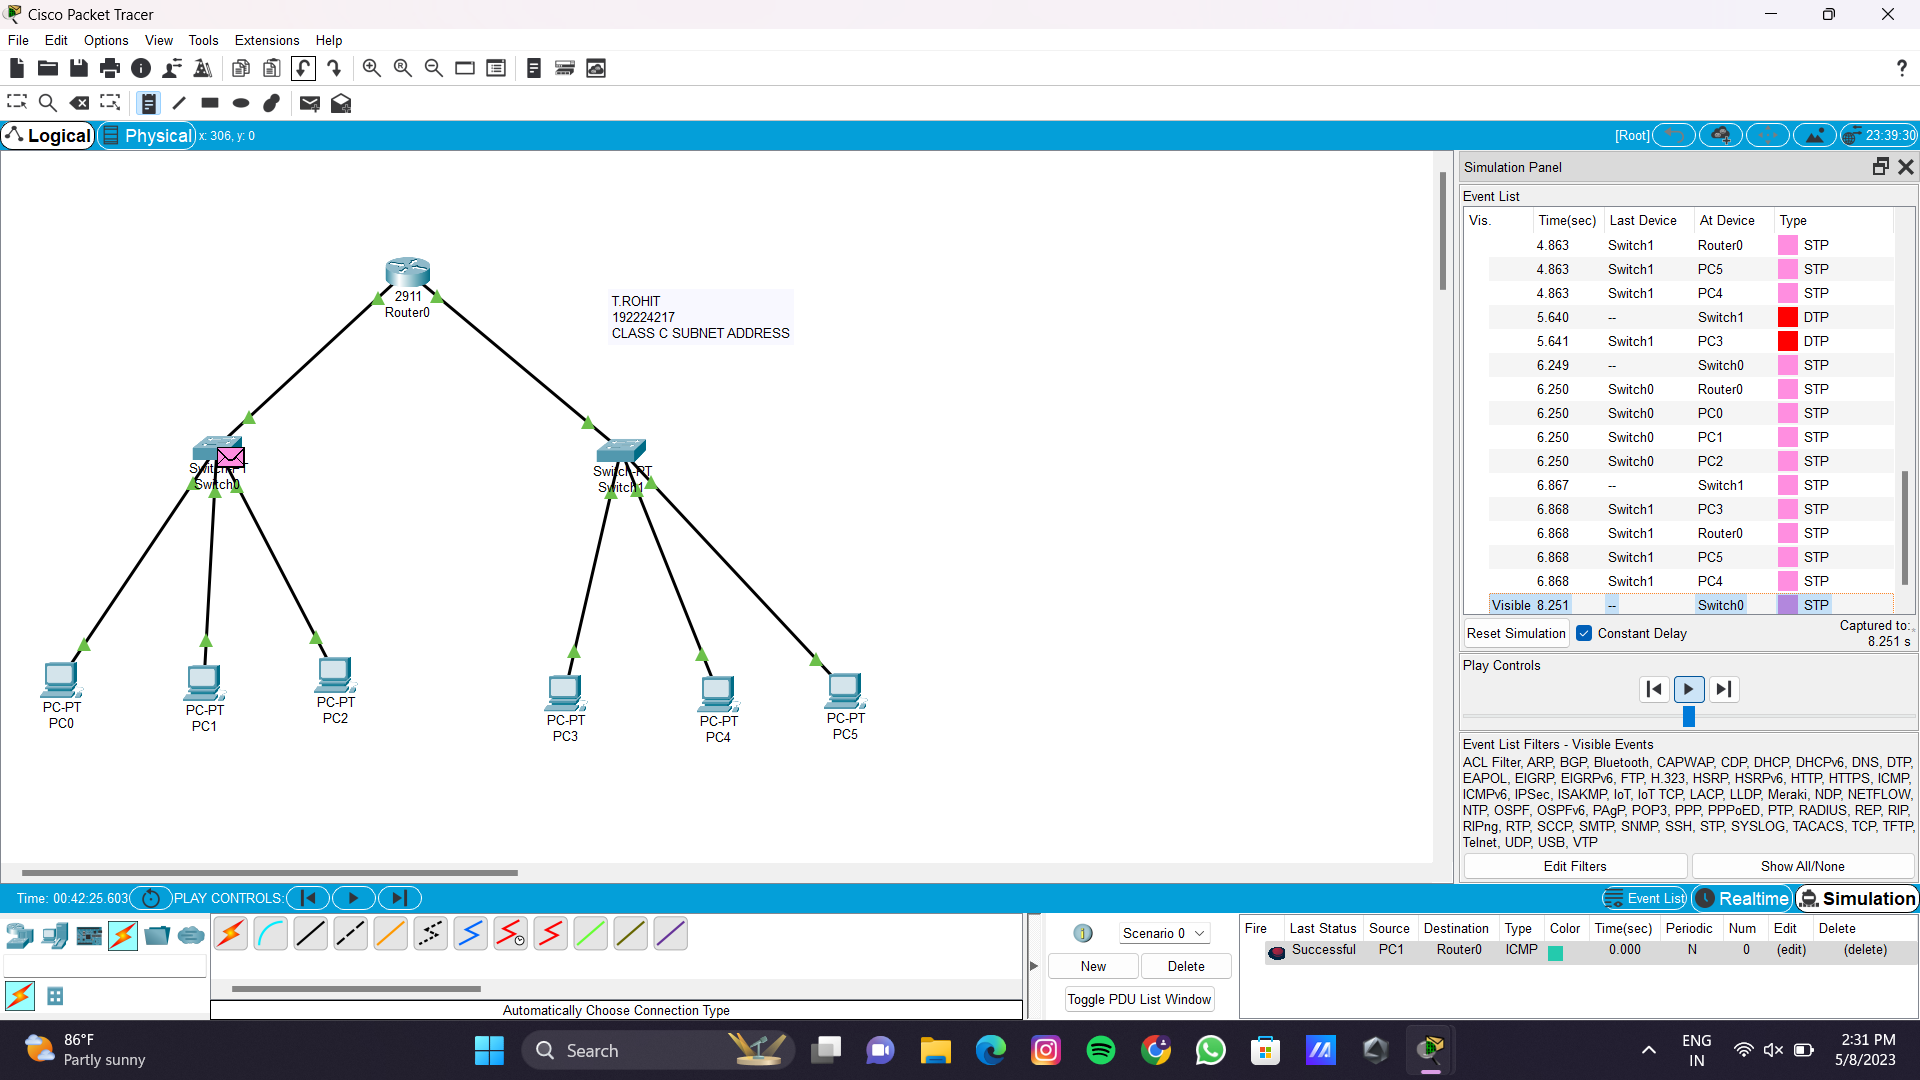 Cisco Packet Tracer
File Edit Options View Tools Extensions Help
?
Logical Physical x: 306, y: 0 [Root] 23:39:30
Simulation Panel
Event List
Vis. Time(sec) Last Device At Device Type
4.863 Switch1 Router0 STP
4.863 Switch1 PC5 STP
4.863 Switch1 PC4 STP
5.640 -- Switch1 DTP
5.641 Switch1 PC3 DTP
6.249 -- Switch0 STP
6.250 Switch0 Router0 STP
6.250 Switch0 PC0 STP
6.250 Switch0 PC1 STP
6.250 Switch0 PC2 STP
6.867 -- Switch1 STP
6.868 Switch1 PC3 STP
6.868 Switch1 Router0 STP
6.868 Switch1 PC5 STP
6.868 Switch1 PC4 STP
Visible 8.251 -- Switch0 STP
Reset Simulation Constant Delay Captured to:
8.251 s
Play Controls
Event List Filters - Visible Events
ACL Filter, ARP, BGP, Bluetooth, CAPWAP, CDP, DHCP, DHCPv6, DNS, DTP,
EAPOL, EIGRP, EIGRPv6, FTP, H.323, HSRP, HSRPv6, HTTP, HTTPS, ICMP,
ICMPv6, IPSec, ISAKMP, IoT, IoT TCP, LACP, LLDP, Meraki, NDP, NETFLOW,
NTP, OSPF, OSPFv6, PAgP, POP3, PPP, PPPoED, PTP, RADIUS, REP, RIP,
RIPng, RTP, SCCP, SMTP, SNMP, SSH, STP, SYSLOG, TACACS, TCP, TFTP,
Telnet, UDP, USB, VTP
Edit Filters Show All/None
2911
Router0
T.ROHIT
192224217
CLASS C SUBNET ADDRESS
Switch-PT
Switch0
Switch-PT
Switch1
PC-PT
PC0
PC-PT
PC1
PC-PT
PC2
PC-PT
PC3
PC-PT
PC4
PC-PT
PC5
Time: 00:42:25.603 PLAY CONTROLS: Event List Realtime Simulation
Automatically Choose Connection Type
1 Scenario 0
New Delete
Toggle PDU List Window
Fire Last Status Source Destination Type Color Time(sec) Periodic Num Edit Delete
Successful PC1 Router0 ICMP 0.000 N 0 (edit) (delete)
86°F
Partly sunny
Search
ENG
IN
2:31 PM
5/8/2023